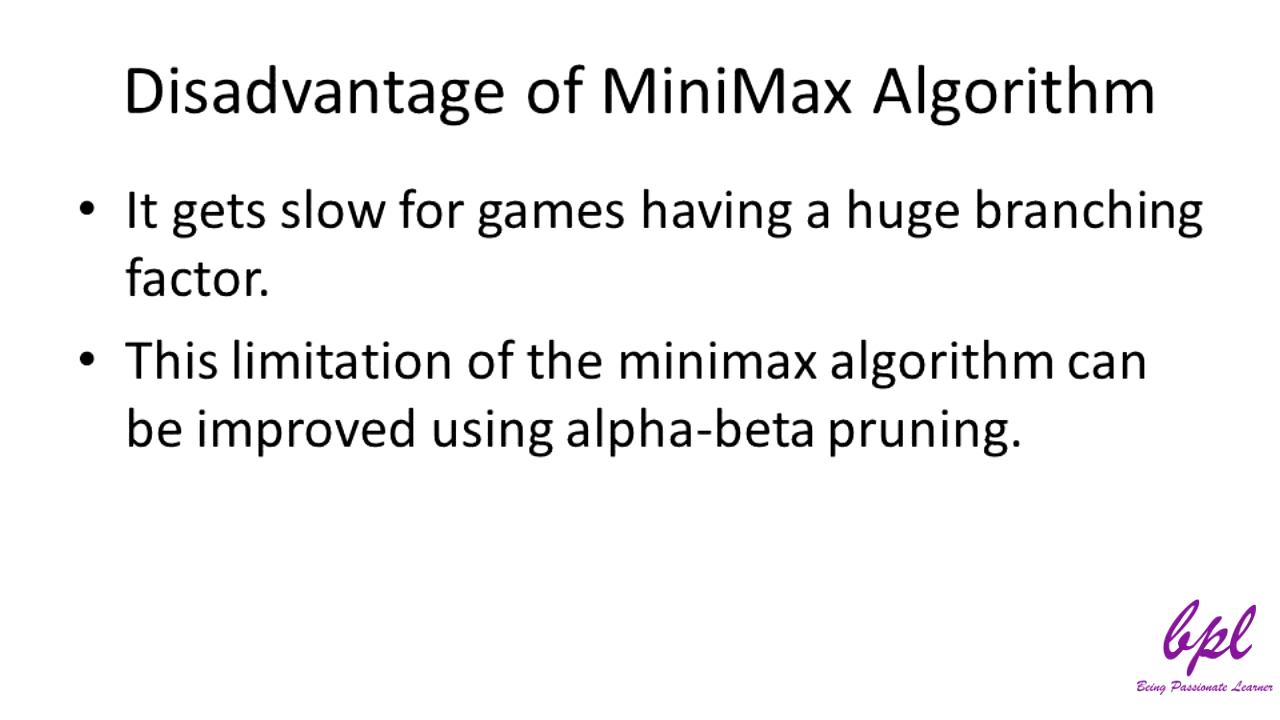 Disadvantage of MiniMax Algorithm
• It gets slow for games having a huge branching
factor.
• This limitation of the minimax algorithm can
be improved using alpha-beta pruning.
bpl
Being Passionate Learner